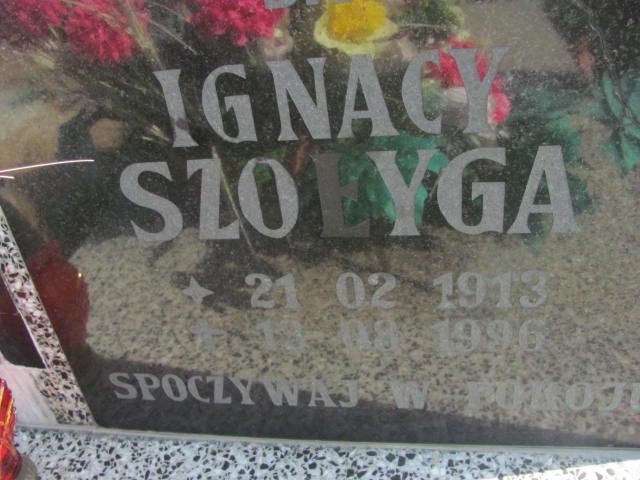 IGNACY
SZOŁYGA
21 02 1913
13 08 1996
SPOCZYWAJ W POKOJU